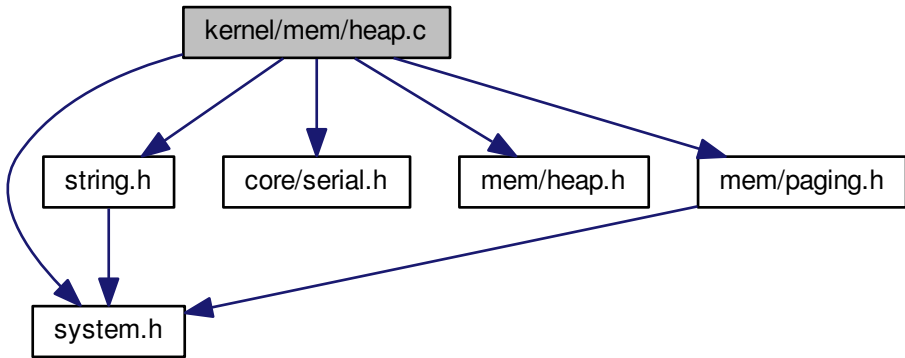 kernel/mem/heap.c
string.h
core/serial.h
mem/heap.h
mem/paging.h
system.h